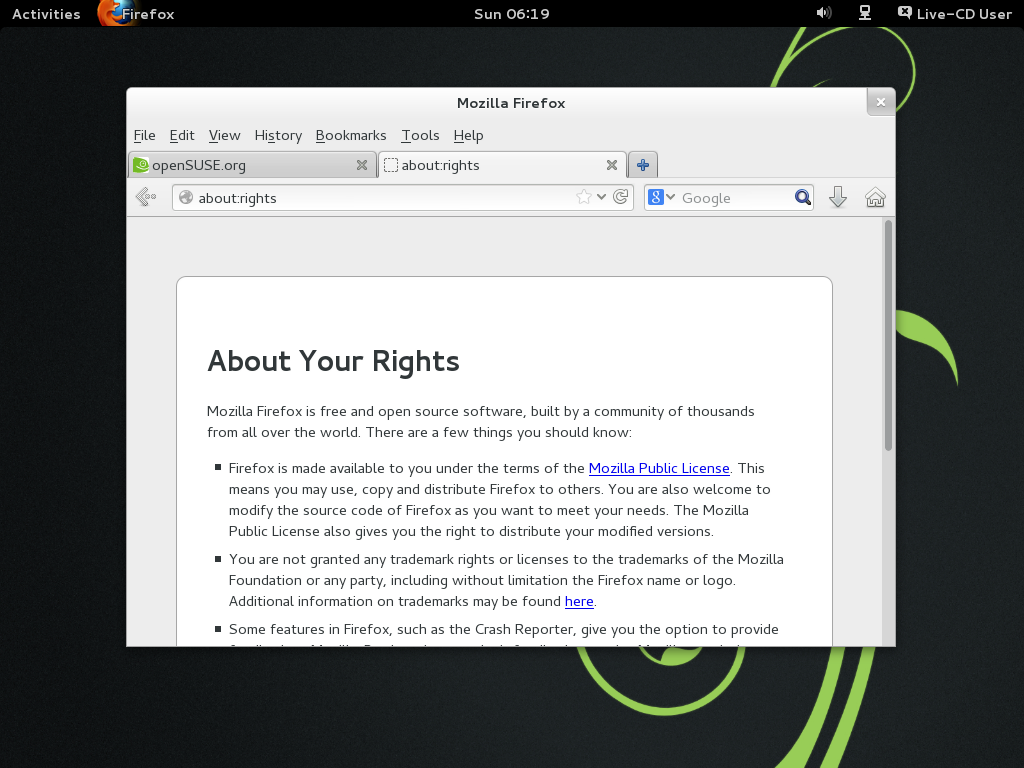 Activities Firefox Sun 06:19 Live-CD User
Mozilla Firefox
File Edit View History Bookmarks Tools Help
openSUSE.org about:rights
about:rights Google
About Your Rights
Mozilla Firefox is free and open source software, built by a community of thousands
from all over the world. There are a few things you should know:
Firefox is made available to you under the terms of the Mozilla Public License. This
means you may use, copy and distribute Firefox to others. You are also welcome to
modify the source code of Firefox as you want to meet your needs. The Mozilla
Public License also gives you the right to distribute your modified versions.
You are not granted any trademark rights or licenses to the trademarks of the Mozilla
Foundation or any party, including without limitation the Firefox name or logo.
Additional information on trademarks may be found here.
Some features in Firefox, such as the Crash Reporter, give you the option to provide